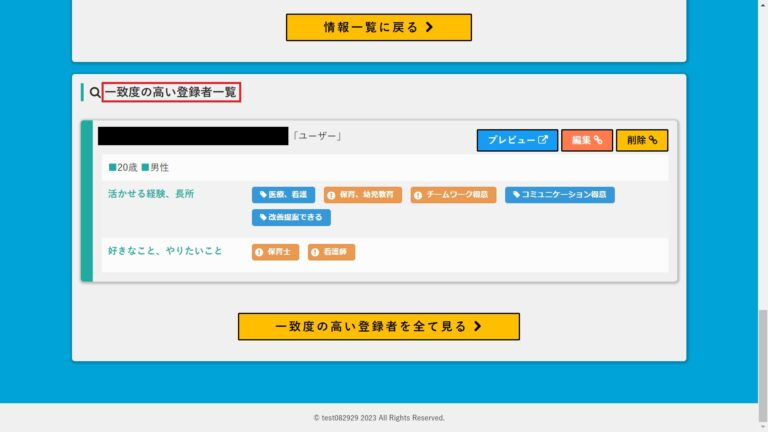 情報一覧に戻る
一致度の高い登録者一覧
「ユーザー」
プレビュー 編集 削除
■20歳 ■男性
活かせる経験、長所 医療、看護 保育、幼児教育 チームワーク得意 コミュニケーション得意
改善提案できる
好きなこと、やりたいこと 保育士 看護師
一致度の高い登録者を全て見る
© test082929 2023 All Rights Reserved.